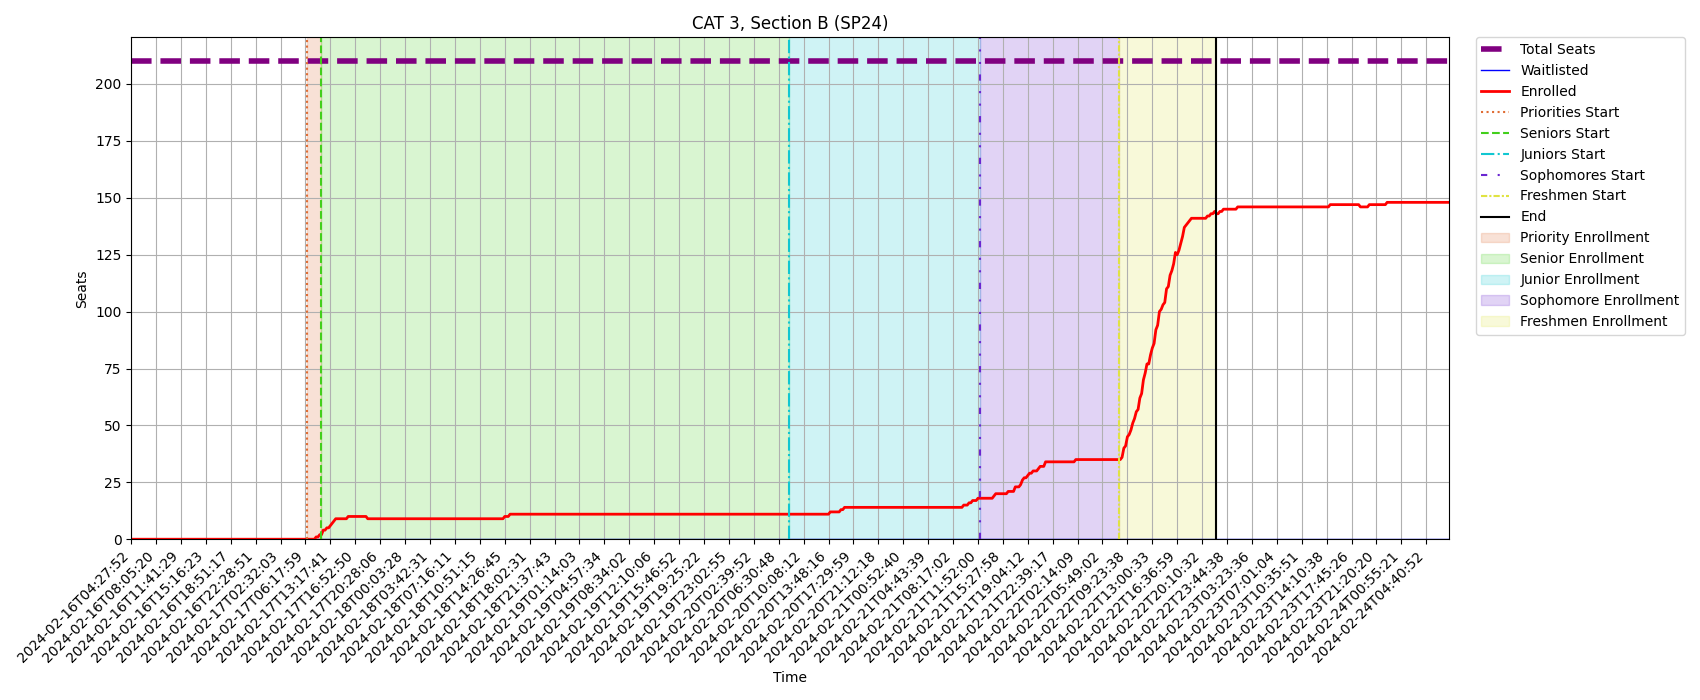 CAT 3, Section B (SP24)
Seats
200
175
150
125
100
75
50
25
0
2024-02-16T04:27:52
2024-02-16T08:05:20
2024-02-16T11:41:29
2024-02-16T15:16:23
2024-02-16T18:51:17
2024-02-16T22:28:51
2024-02-17T02:32:03
2024-02-17T06:17:59
2024-02-17T13:17:41
2024-02-17T16:52:50
2024-02-17T20:28:06
2024-02-18T00:03:28
2024-02-18T03:42:31
2024-02-18T07:16:11
2024-02-18T10:51:15
2024-02-18T14:26:45
2024-02-18T18:02:31
2024-02-18T21:37:43
2024-02-19T01:14:03
2024-02-19T04:57:34
2024-02-19T08:34:02
2024-02-19T12:10:06
2024-02-19T15:46:52
2024-02-19T19:25:22
2024-02-19T23:02:55
2024-02-20T02:39:52
2024-02-20T06:30:48
2024-02-20T10:08:12
2024-02-20T13:48:16
2024-02-20T17:29:59
2024-02-20T21:12:18
2024-02-21T00:52:40
2024-02-21T04:43:39
2024-02-21T08:17:02
2024-02-21T11:52:00
2024-02-21T15:27:58
2024-02-21T19:04:12
2024-02-21T22:39:17
2024-02-22T02:14:09
2024-02-22T05:49:02
2024-02-22T09:23:38
2024-02-22T13:00:33
2024-02-22T16:36:59
2024-02-22T20:10:32
2024-02-22T23:44:38
2024-02-23T03:23:36
2024-02-23T07:01:04
2024-02-23T10:35:51
2024-02-23T14:10:38
2024-02-23T17:45:26
2024-02-23T21:20:20
2024-02-24T00:55:21
2024-02-24T04:40:52
Time
Total Seats
Waitlisted
Enrolled
Priorities Start
Seniors Start
Juniors Start
Sophomores Start
Freshmen Start
End
Priority Enrollment
Senior Enrollment
Junior Enrollment
Sophomore Enrollment
Freshmen Enrollment